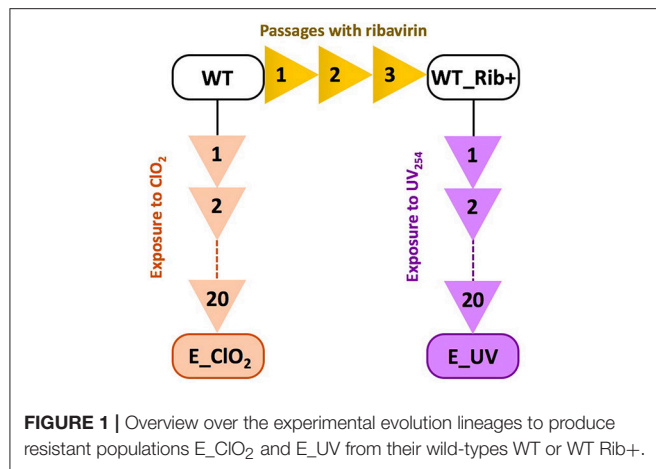 Passages with ribavirin
WT
1
2
3
WT_Rib+
Exposure to ClO₂
1
2
20
E_ClO₂
Exposure to UV₂₅₄
1
2
20
E_UV
FIGURE 1 | Overview over the experimental evolution lineages to produce
resistant populations E_ClO₂ and E_UV from their wild-types WT or WT Rib+.